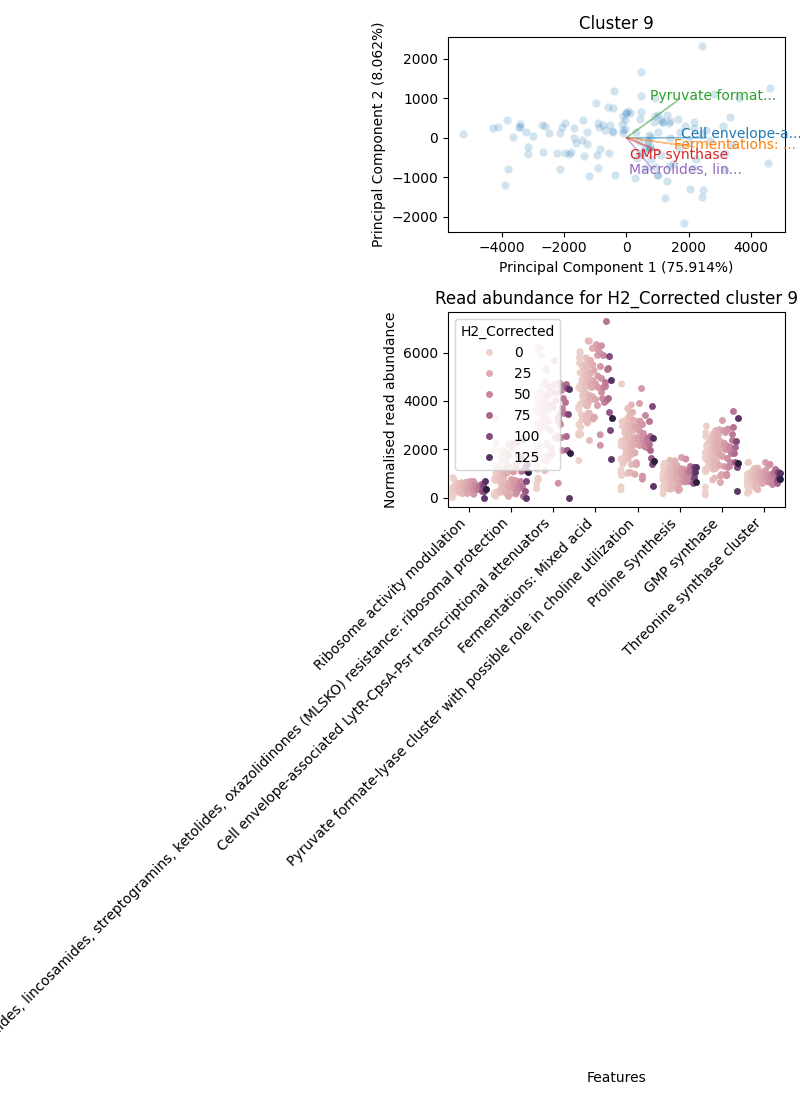 Cluster 9
Principal Component 2 (8.062%)
2000
1000
0
−1000
−2000
Pyruvate format...
Cell envelope-a...
Fermentations: ...
GMP synthase
Macrolides, lin...
−4000 −2000 0 2000 4000
Principal Component 1 (75.914%)
Read abundance for H2_Corrected cluster 9
Normalised read abundance
6000
4000
2000
0
H2_Corrected
0
25
50
75
100
125
Ribosome activity modulation
ides, lincosamides, streptogramins, ketolides, oxazolidinones (MLSKO) resistance: ribosomal protection
Cell envelope-associated LytR-CpsA-Psr transcriptional attenuators
Fermentations: Mixed acid
Pyruvate formate-lyase cluster with possible role in choline utilization
Proline Synthesis
GMP synthase
Threonine synthase cluster
Features